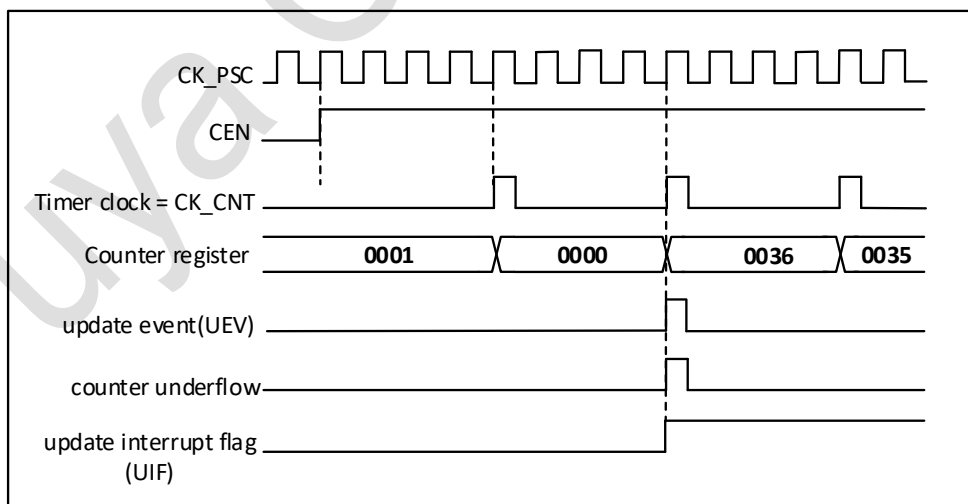 CK_PSC
CEN
Timer clock = CK_CNT
Counter register
0001
0000
0036
0035
update event(UEV)
counter underflow
update interrupt flag
(UIF)
uya